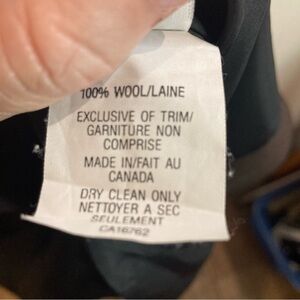 100% WOOL/LAINE
EXCLUSIVE OF TRIM/
GARNITURE NON
COMPRISE
MADE IN/FAIT AU
CANADA
DRY CLEAN ONLY
NETTOYER A SEC
SEULEMENT
CA16762